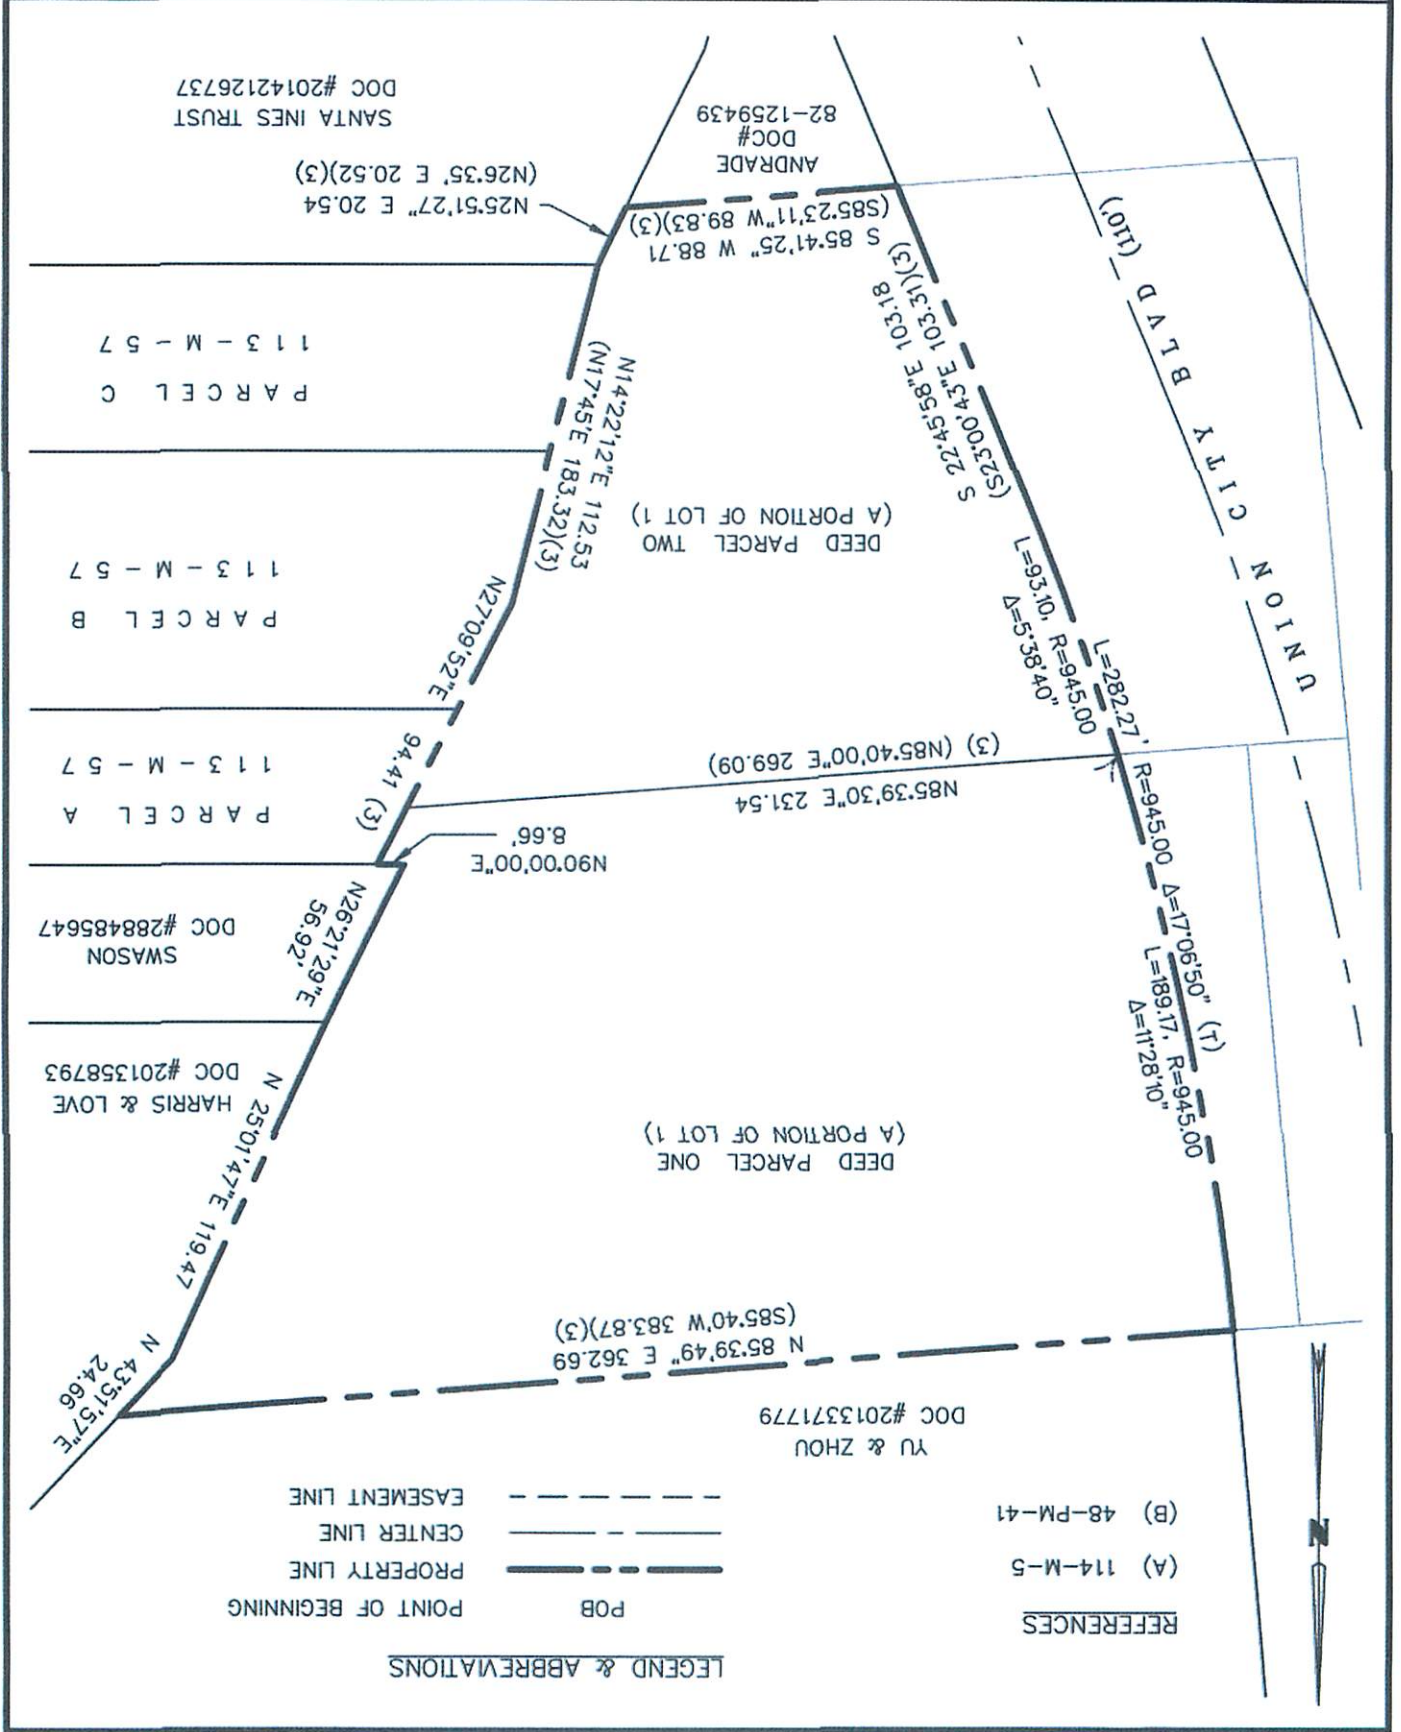 LEGEND & ABBREVIATIONS
POB POINT OF BEGINNING
PROPERTY LINE
CENTER LINE
EASEMENT LINE
REFERENCES
(A) 114-M-5
(B) 48-PM-41
N
YU & ZHOU
DOC #2013371779
N 85°39'49" E 362.69
(S85°40'W 383.87)(3)
N 43°51'57"E
24.66
N 25°01'47"E 119.47
HARRIS & LOVE
DOC #201358793
DEED PARCEL ONE
(A PORTION OF LOT 1)
L=189.17, R=945.00
Δ=11°28'10"
L=282.27' R=945.00 Δ=17°06'50" (T)
N26°21'29"E
56.92'
SWASON
DOC #288485647
N90°00'00"E
8.66'
N85°39'30"E 231.54
(3) (N85°40'00"E 269.09)
PARCEL A
113-M-57
N27°09'52"E 94.41 (3)
L=93.10, R=945.00
Δ=5°38'40"
UNION CITY BLVD (110')
PARCEL B
113-M-57
DEED PARCEL TWO
(A PORTION OF LOT 1)
N14°22'12"E 112.53
(N17°45'E 183.32)(3)
S 22°45'58"E 103.18
(S23°00'43"E 103.31)(3)
PARCEL C
113-M-57
S 85°41'25" W 88.71
(S85°23'11"W 89.83)(3)
N25°51'27" E 20.54
(N26°35' E 20.52)(3)
ANDRADE
DOC#
82-1259439
SANTA INES TRUST
DOC #20142126737